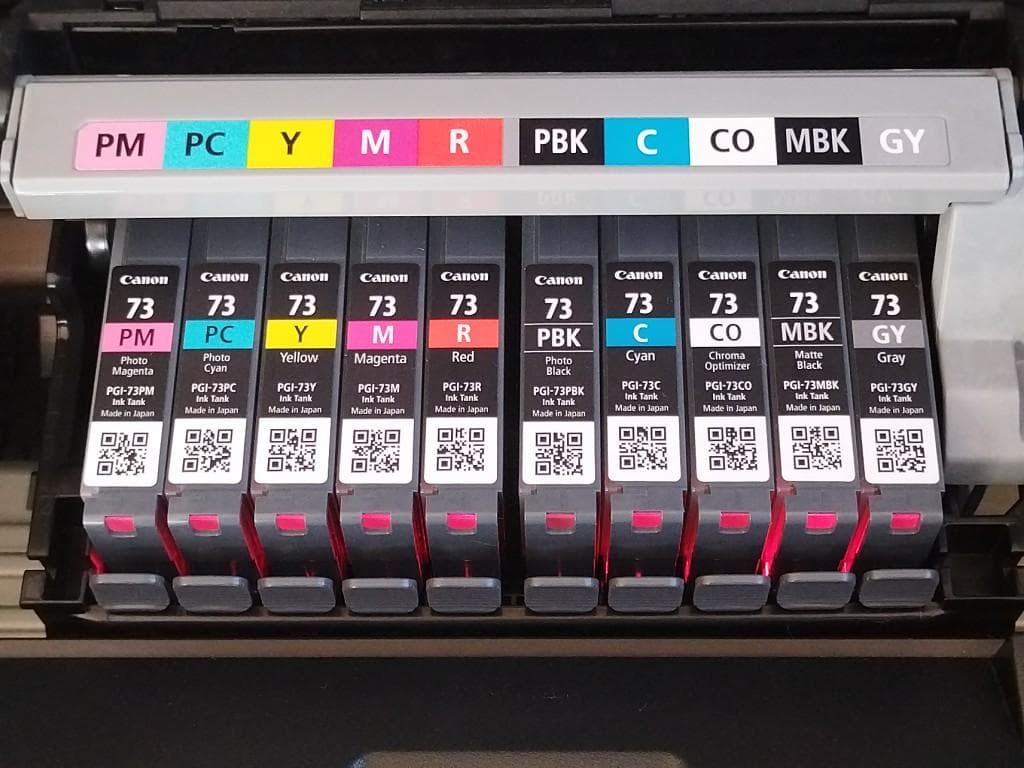 PM PC Y M R PBK C CO MBK GY
Canon
73
PM
Photo
Magenta
PGI-73PM
Ink Tank
Made in Japan
Canon
73
PC
Photo
Cyan
PGI-73PC
Ink Tank
Made in Japan
Canon
73
Y
Yellow
PGI-73Y
Ink Tank
Made in Japan
Canon
73
M
Magenta
PGI-73M
Ink Tank
Made in Japan
Canon
73
R
Red
PGI-73R
Ink Tank
Made in Japan
Canon
73
PBK
Photo
Black
PGI-73PBK
Ink Tank
Made in Japan
Canon
73
C
Cyan
PGI-73C
Ink Tank
Made in Japan
Canon
73
CO
Chroma
Optimizer
PGI-73CO
Ink Tank
Made in Japan
Canon
73
MBK
Matte
Black
PGI-73MBK
Ink Tank
Made in Japan
Canon
73
GY
Gray
PGI-73GY
Ink Tank
Made in Japan